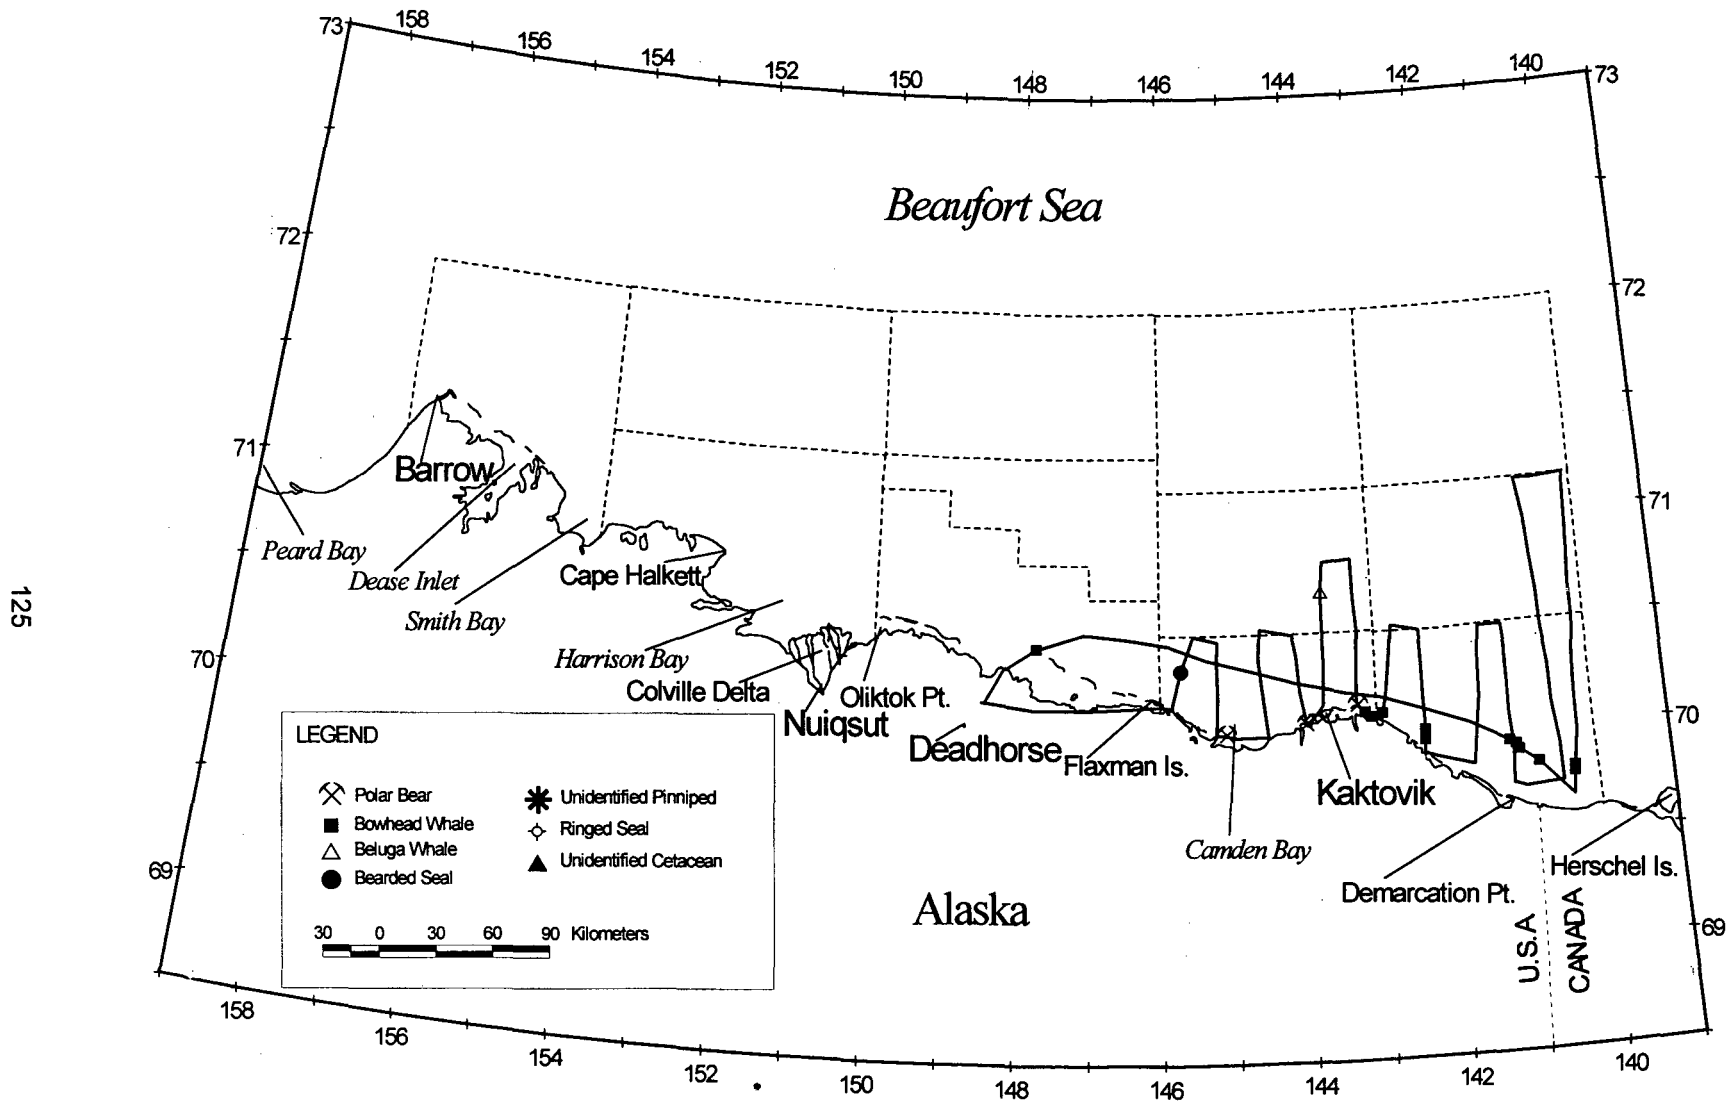 73
158
156
154
152
150
148
146
144
142
140
73
Beaufort Sea
72
72
71
71
Barrow
Peard Bay
Dease Inlet
Smith Bay
Cape Halkett
Harrison Bay
Colville Delta
Oliktok Pt.
Nuiqsut
Deadhorse
Flaxman Is.
Kaktovik
Camden Bay
Demarcation Pt.
Herschel Is.
70
70
125
LEGEND
Polar Bear
Bowhead Whale
Beluga Whale
Bearded Seal
Unidentified Pinniped
Ringed Seal
Unidentified Cetacean
30 0 30 60 90 Kilometers
Alaska
U.S.A
CANADA
69
69
158
156
154
152
150
148
146
144
142
140